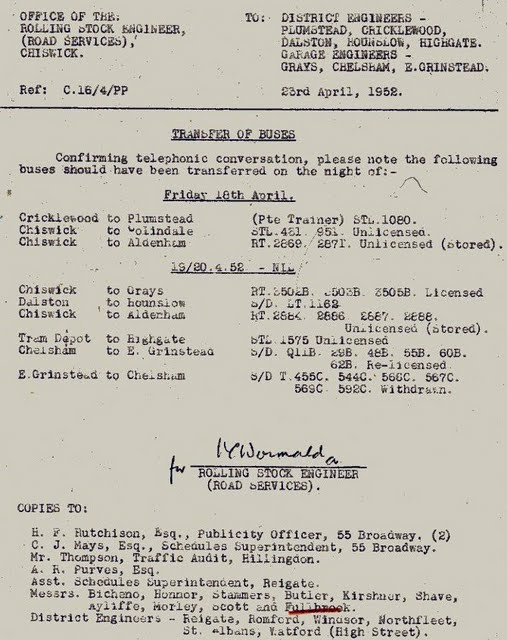 OFFICE OF THE: TO: DISTRICT ENGINEERS -
ROLLING STOCK ENGINEER, PLUMSTEAD, CRICKLEWOOD,
(ROAD SERVICES), DALSTON, HOUNSLOW, HIGHGATE.
CHISWICK. GARAGE ENGINEERS -
GRAYS, CHELSHAM, E.GRINSTEAD.
Ref: C.16/4/PP 23rd April, 1952.
TRANSFER OF BUSES
Confirming telephonic conversation, please note the following
buses should have been transferred on the night of:-
Friday 18th April.
Cricklewood to Plumstead (Pte Trainer) STL.1080.
Chiswick to Colindale STL.481. 951. Unlicensed.
Chiswick to Aldenham RT.2869. 2871. Unlicensed (Stored).
19/20.4.52 - NIL
Chiswick to Grays RT.3502B. 3503B. 3505B. Licensed
Dalston to Hounslow S/D. LT.1162
Chiswick to Aldenham RT.2884. 2886. 2887. 2888.
Unlicensed (Stored).
Tram Depot to Highgate STL.1575 Unlicensed
Chelsham to E. Grinstead S/D. Q11B. 29B. 48B. 55B. 60B.
62B. Re-licensed.
E.Grinstead to Chelsham S/D T.455C. 544C. 566C. 567C.
569C. 592C. Withdrawn.
for
ROLLING STOCK ENGINEER
(ROAD SERVICES).
COPIES TO:
H. F. Hutchison, Esq., Publicity Officer, 55 Broadway. (2)
C. J. Mays, Esq., Schedules Superintendent, 55 Broadway.
Mr. Thompson, Traffic Audit, Hillingdon.
A. R. Purves, Esq.
Asst. Schedules Superintendent, Reigate.
Messrs. Bicheno, Honnor, Stammers, Butler, Kirshner, Shave,
Ayliffe, Morley, Scott and Fullbrook.
District Engineers - Reigate, Romford, Windsor, Northfleet,
St. Albans, Watford (High Street).